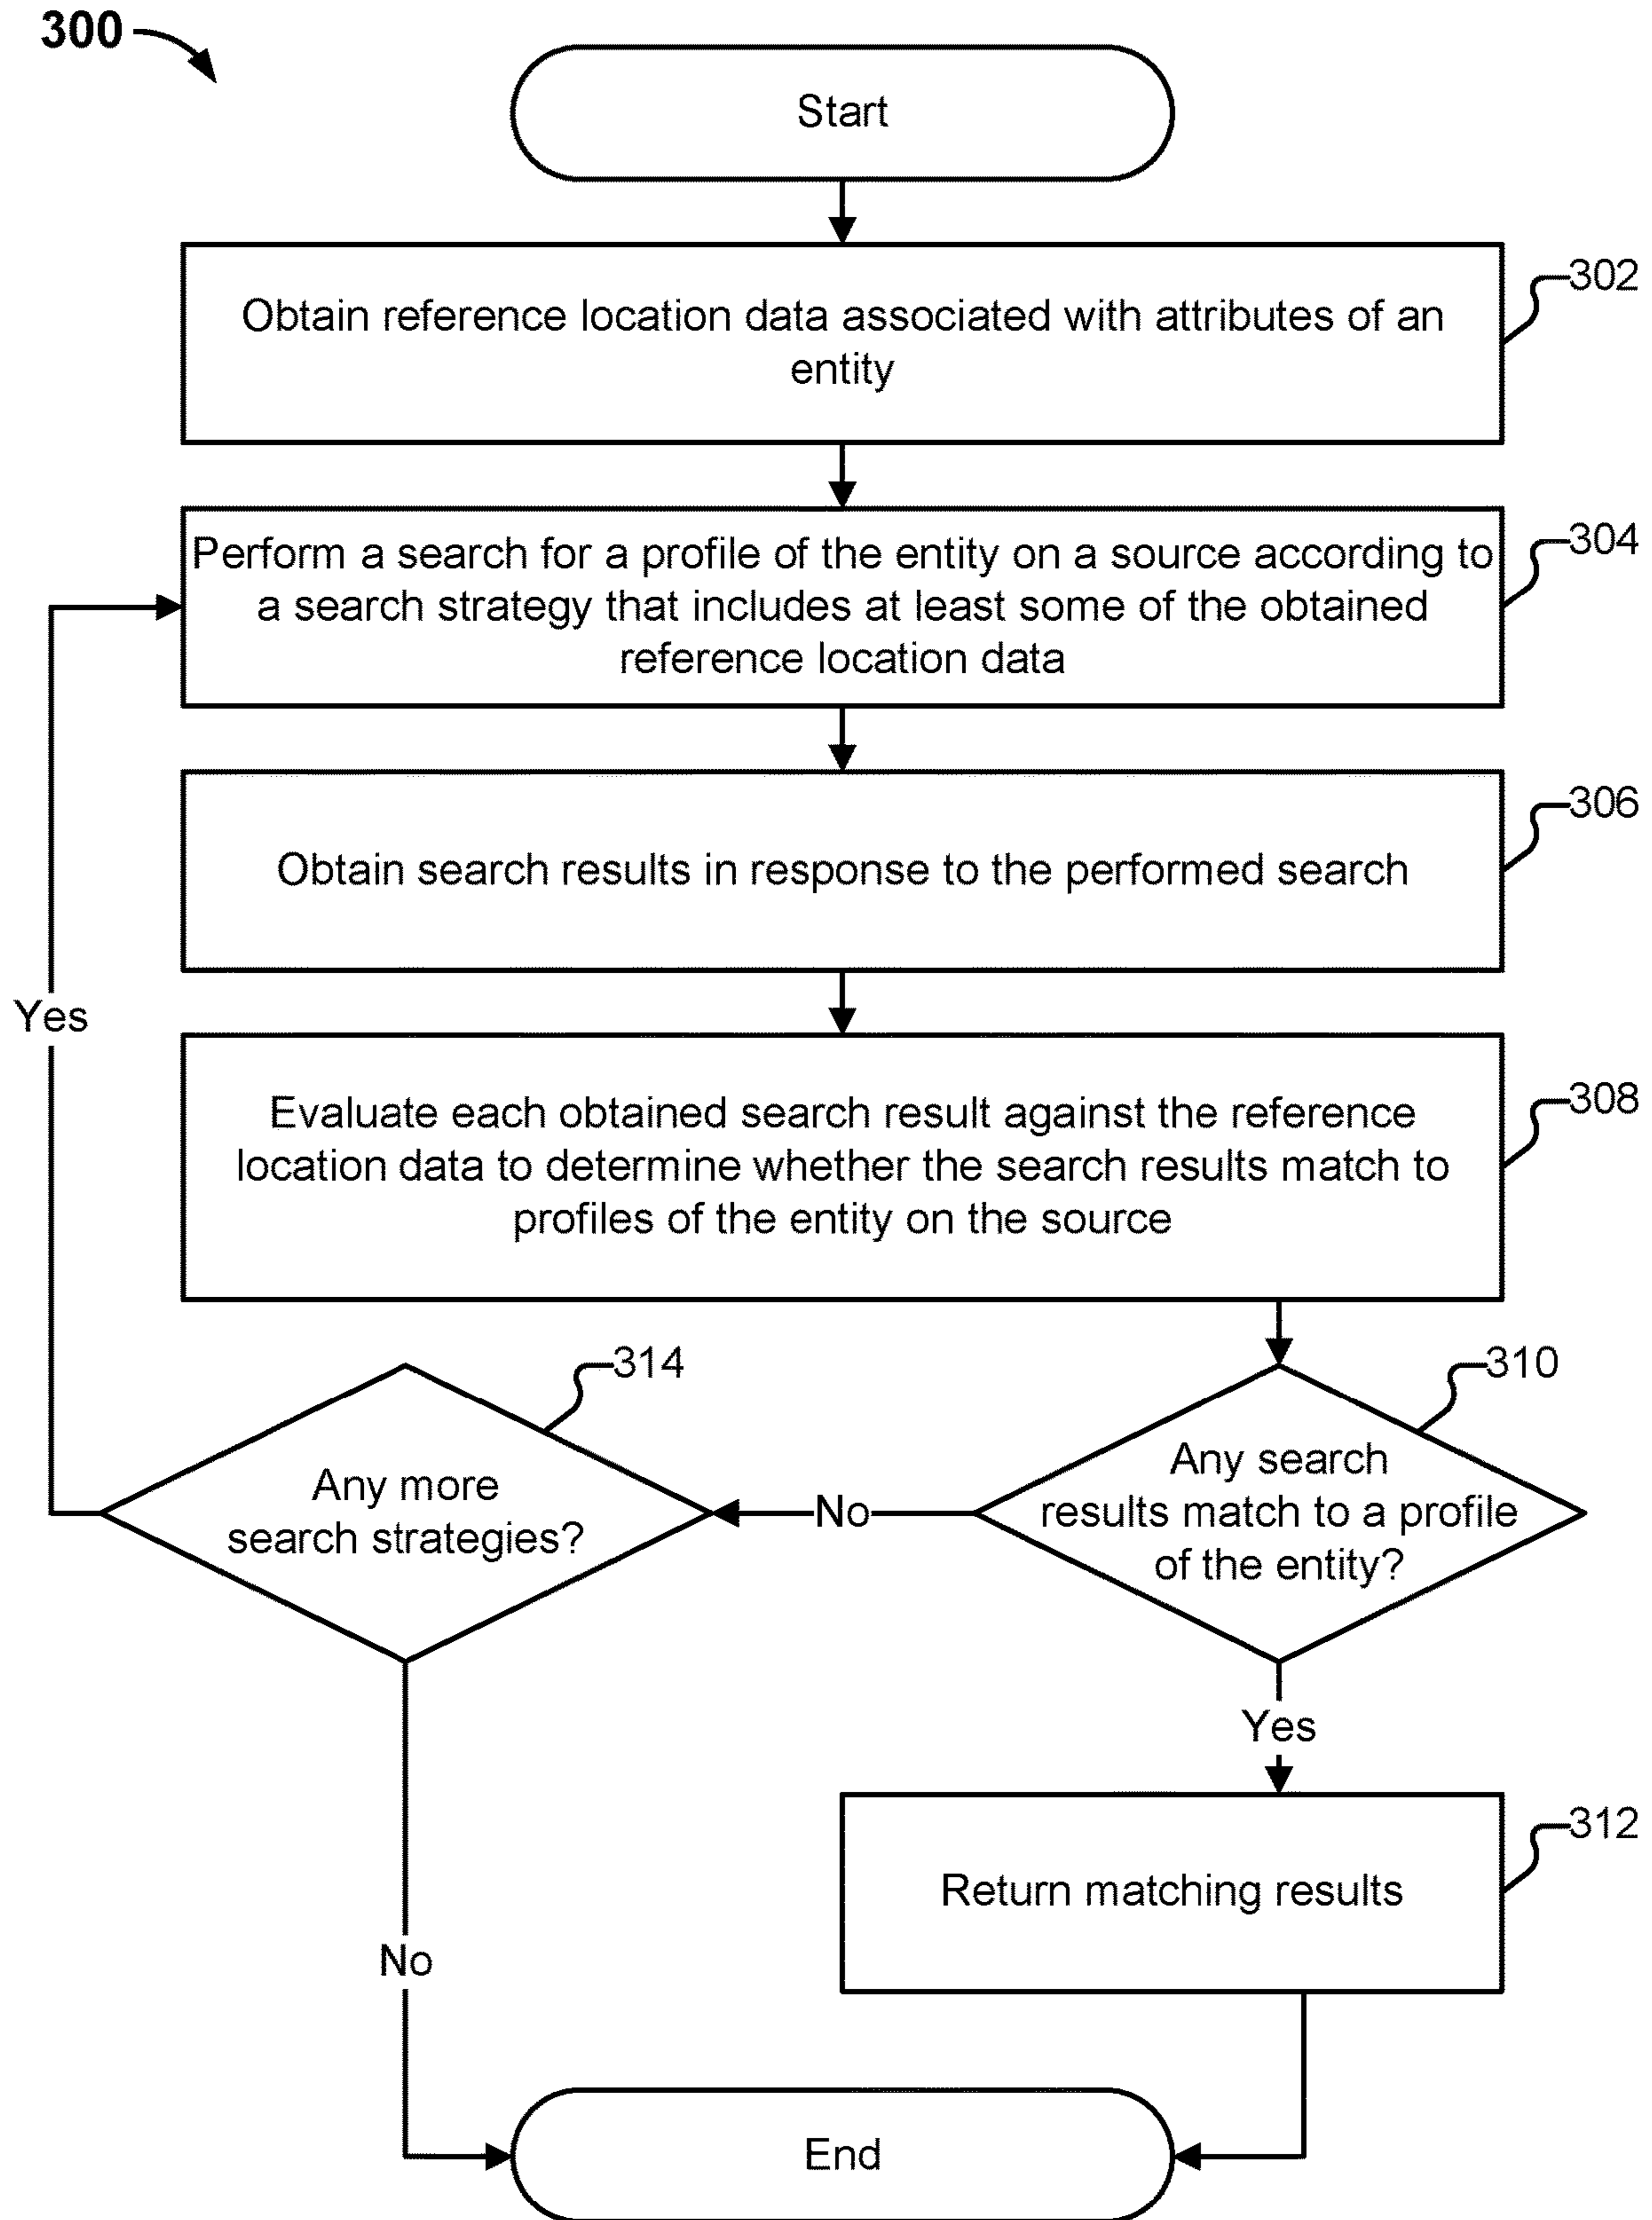 300
Start
302
Obtain reference location data associated with attributes of an
entity
304
Perform a search for a profile of the entity on a source according to
a search strategy that includes at least some of the obtained
reference location data
306
Obtain search results in response to the performed search
Yes
308
Evaluate each obtained search result against the reference
location data to determine whether the search results match to
profiles of the entity on the source
314
310
Any more
search strategies?
No
Any search
results match to a profile
of the entity?
Yes
312
Return matching results
No
End